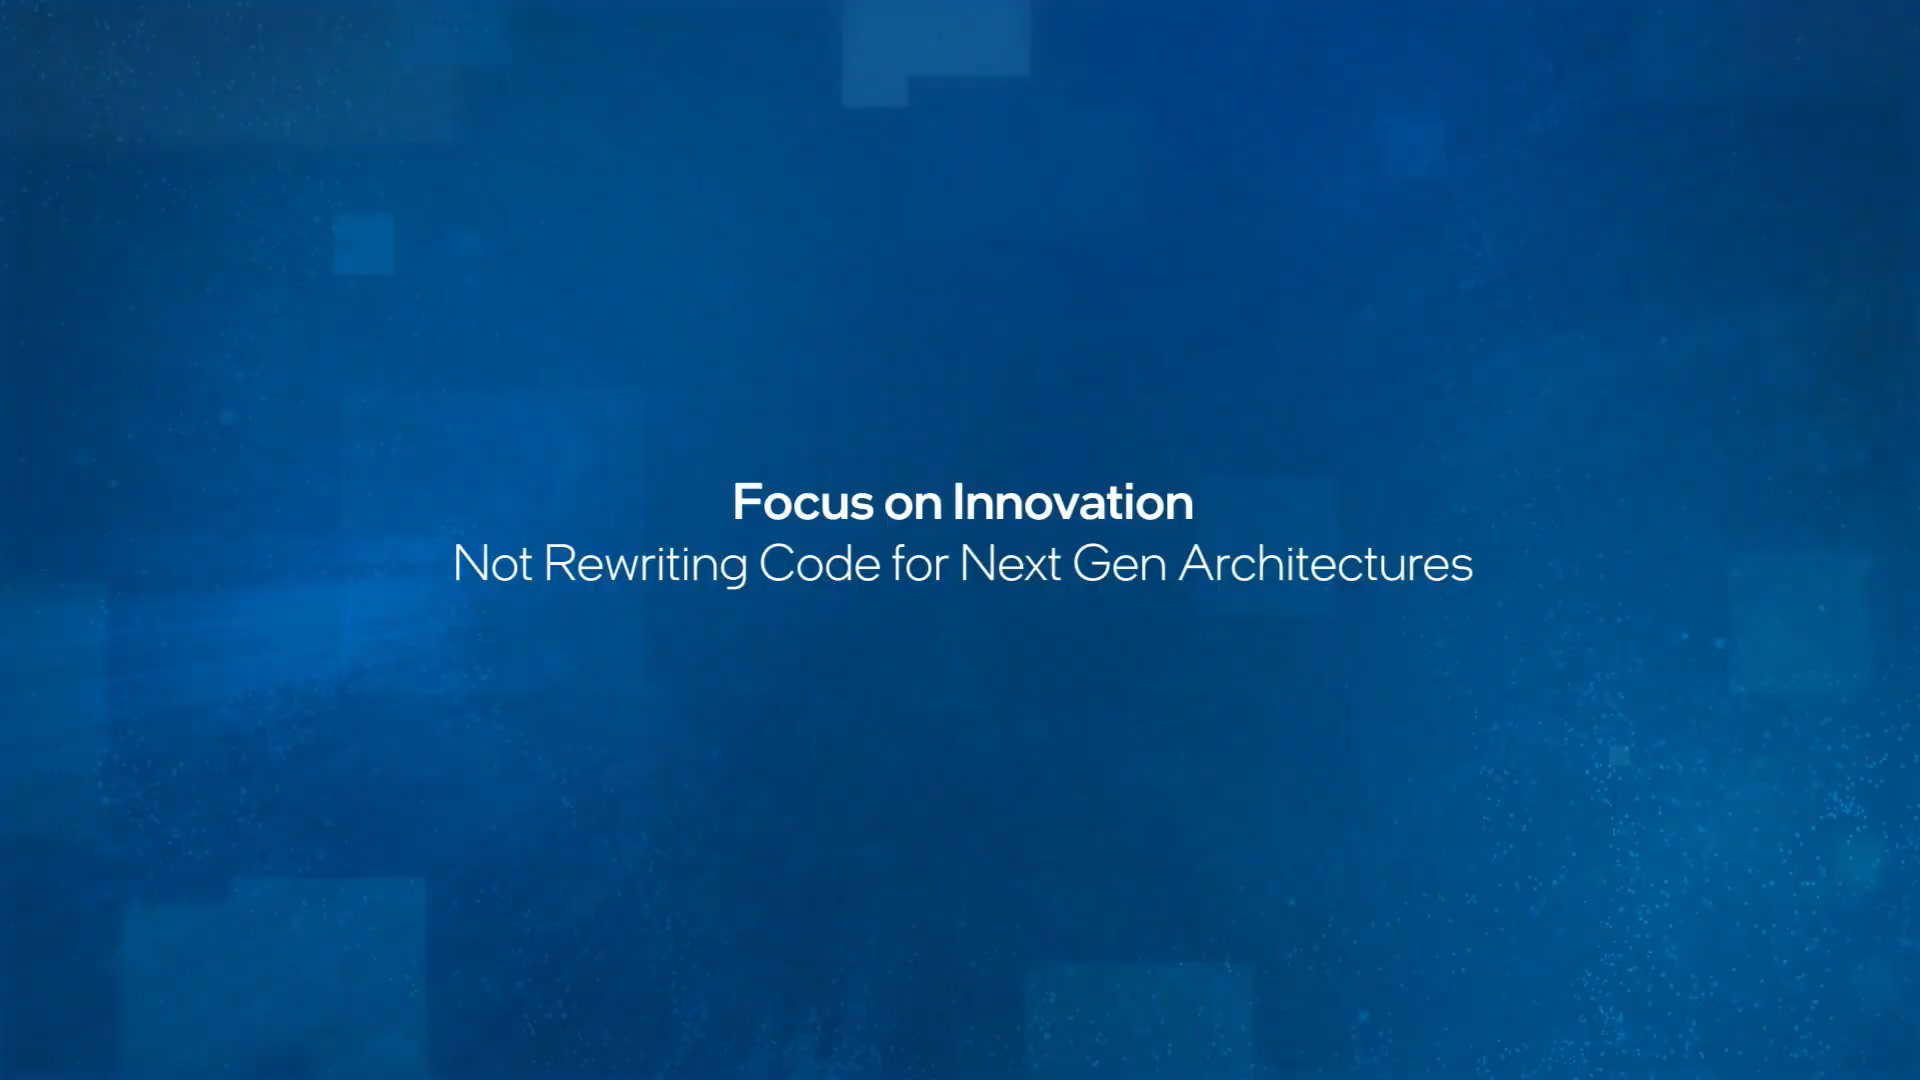 Focus on Innovation
Not Rewriting Code for Next Gen Architectures